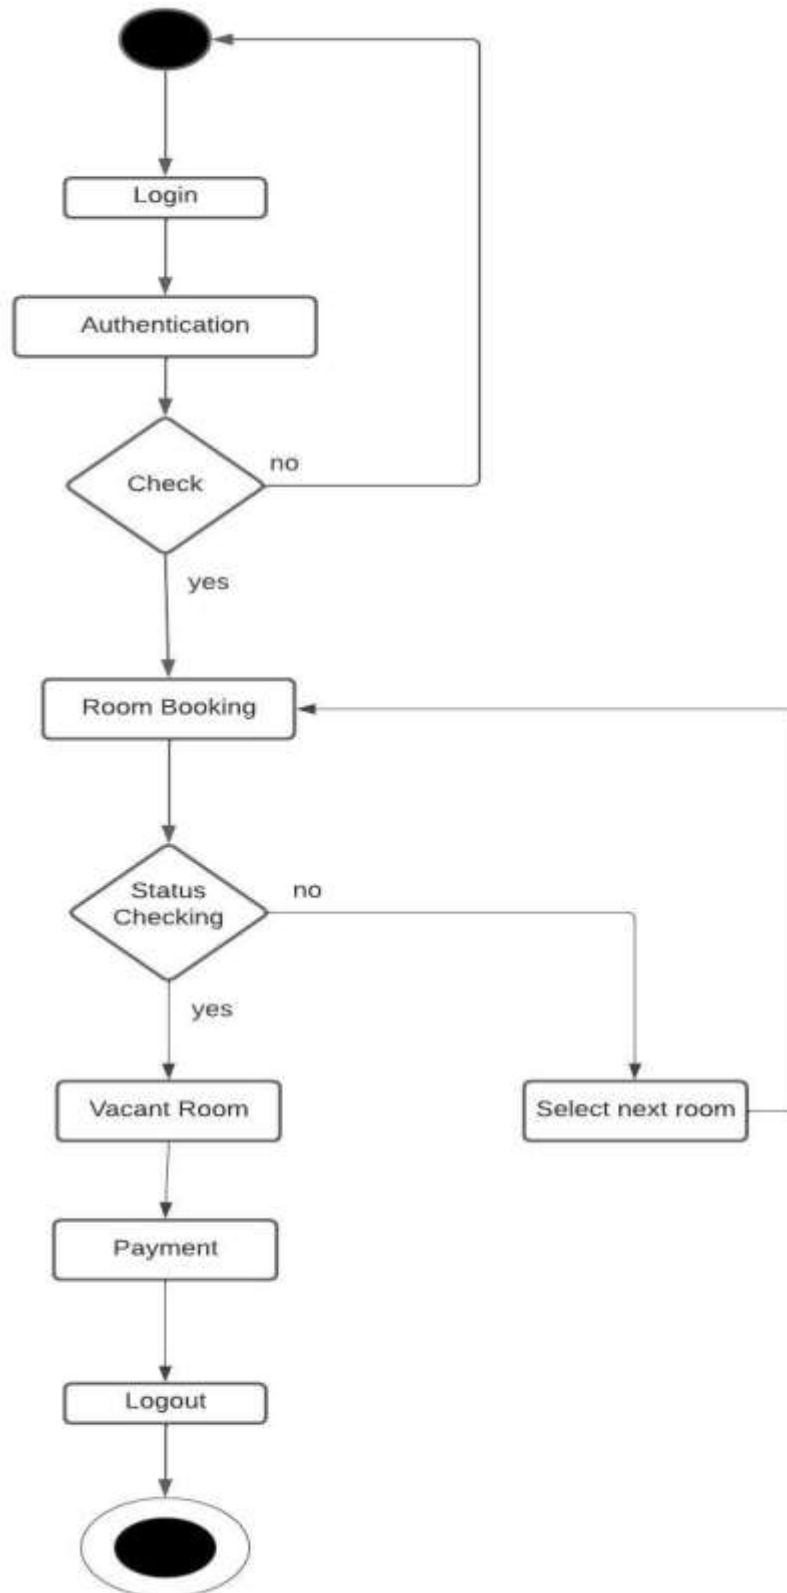 Login
Authentication
Check
no
yes
Room Booking
Status
Checking
no
yes
Vacant Room
Select next room
Payment
Logout